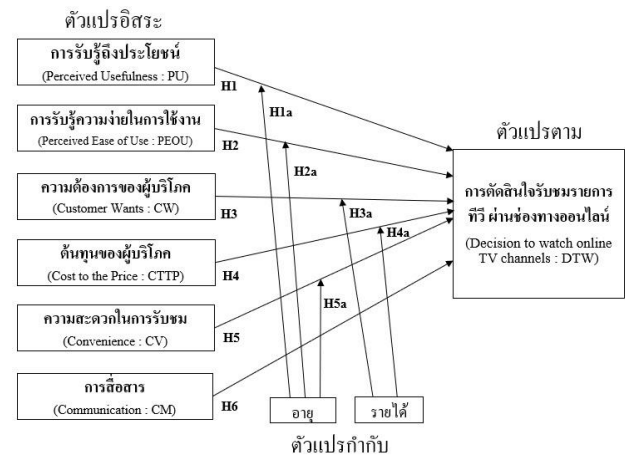 ตัวแปรอิสระ
การรับรู้ถึงประโยชน์
(Perceived Usefulness : PU)
H1
H1a
การรับรู้ความง่ายในการใช้งาน
(Perceived Ease of Use : PEOU)
H2
H2a
ความต้องการของผู้บริโภค
(Customer Wants : CW)
H3
H3a
ต้นทุนของผู้บริโภค
(Cost to the Price : CTTP)
H4
H4a
ความสะดวกในการรับชม
(Convenience : CV)
H5
H5a
การสื่อสาร
(Communication : CM)
H6
ตัวแปรตาม
การตัดสินใจรับชมรายการ
ทีวี ผ่านช่องทางออนไลน์
(Decision to watch online
TV channels : DTW)
อายุ
รายได้
ตัวแปรกำกับ